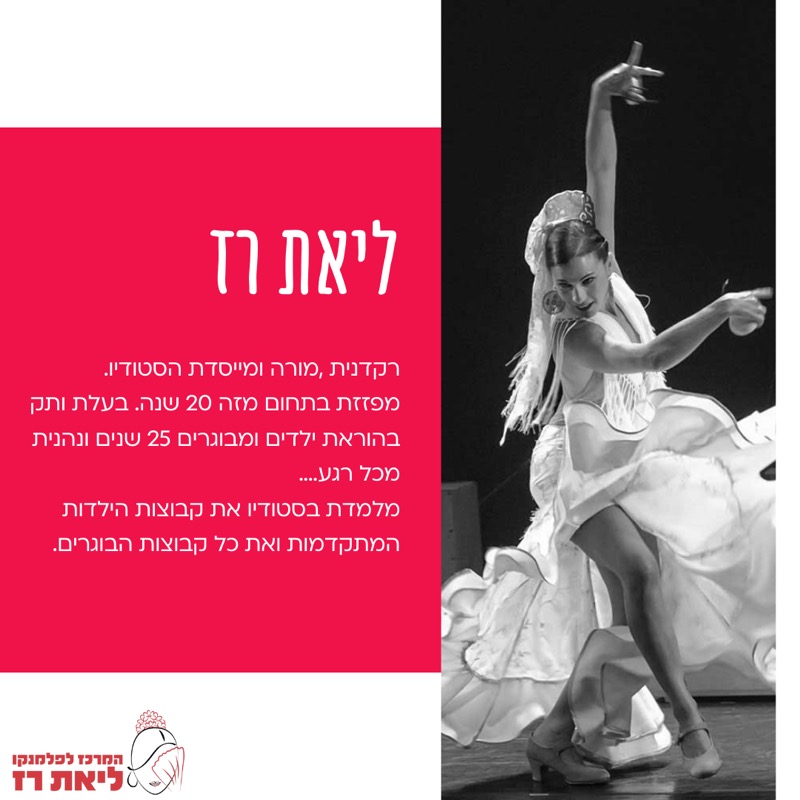 ליאת רז
רקדנית ,מורה ומייסדת הסטודיו.
מפזזת בתחום מזה 20 שנה. בעלת ותק
בהוראת ילדים ומבוגרים 25 שנים ונהנית
מכל רגע....
מלמדת בסטודיו את קבוצות הילדות
המתקדמות ואת כל קבוצות הבוגרים.
המרכז לפלמנקו
ליאת רז